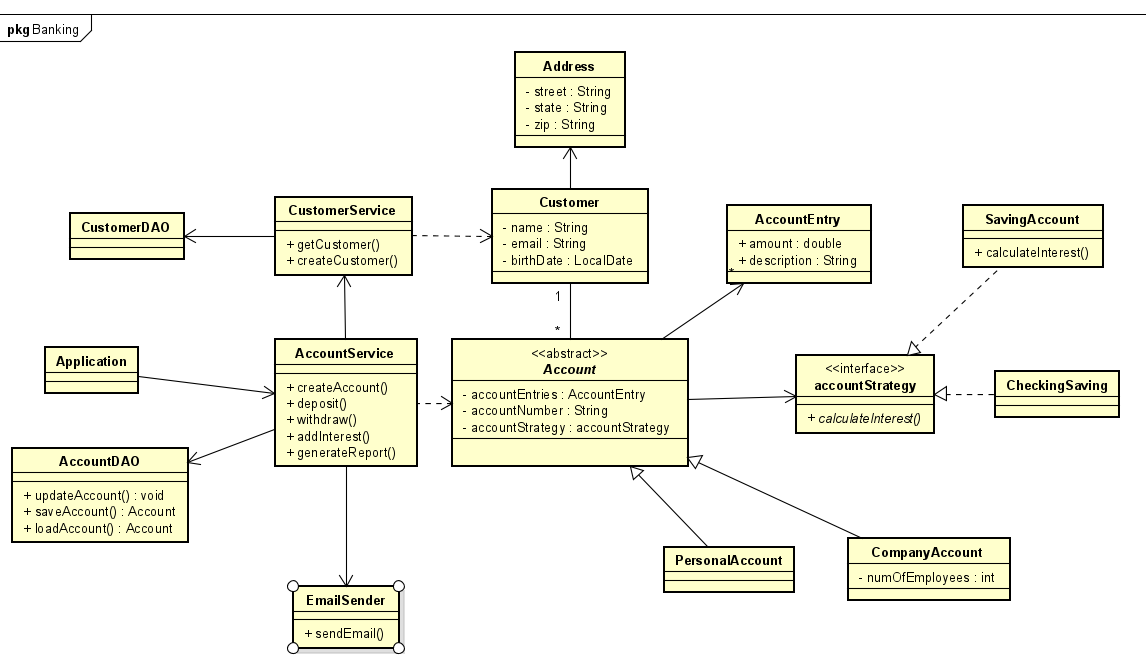 pkg Banking
Address
- street : String
- state : String
- zip : String
CustomerDAO
CustomerService
+ getCustomer()
+ createCustomer()
Customer
- name : String
- email : String
- birthDate : LocalDate
AccountEntry
+ amount : double
+ description : String
*
SavingAccount
+ calculateInterest()
1
*
Application
AccountService
+ createAccount()
+ deposit()
+ withdraw()
+ addInterest()
+ generateReport()
<<abstract>>
Account
- accountEntries : AccountEntry
- accountNumber : String
- accountStrategy : accountStrategy
<<interface>>
accountStrategy
+ calculateInterest()
CheckingSaving
AccountDAO
+ updateAccount() : void
+ saveAccount() : Account
+ loadAccount() : Account
PersonalAccount
CompanyAccount
- numOfEmployees : int
EmailSender
+ sendEmail()